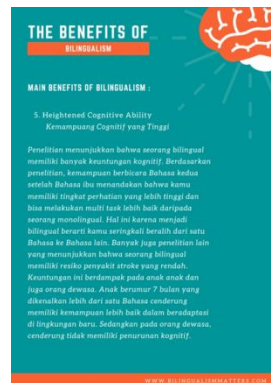 THE BENEFITS OF
BILINGUALISM
MAIN BENEFITS OF BILINGUALISM :
5. Heightened Cognitive Ability
Kemampuang Cognitif yang Tinggi
Penelitian menunjukkan bahwa seorang bilingual
memiliki banyak keuntungan kognitif. Berdasarkan
penelitian, kemampuan berbicara Bahasa kedua
setelah Bahasa ibu menandakan bahwa kamu
memiliki tingkat perhatian yang lebih tinggi dan
bisa melakukan multi task lebih baik daripada
seorang monolingual. Hal ini karena menjadi
bilingual berarti kamu seringkali beralih dari satu
Bahasa ke Bahasa lain. Banyak juga penelitian lain
yang menunjukkan bahwa seorang bilingual
memiliki resiko penyakit stroke yang rendah.
Keuntungan ini berdampak pada anak anak dan
juga orang dewasa. Anak berumur 7 bulan yang
dikenalkan lebih dari satu Bahasa cenderung
memiliki kemampuan lebih baik dalam beradaptasi
di lingkungan baru. Sedangkan pada orang dewasa,
cenderung tidak memiliki penurunan kognitif.
WWW.BILINGUALISMMATTERS.COM